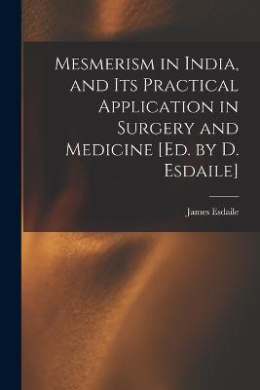 Mesmerism in India,
and Its Practical
Application in
Surgery and
Medicine [Ed. by D.
Esdaile]
James Esdaile